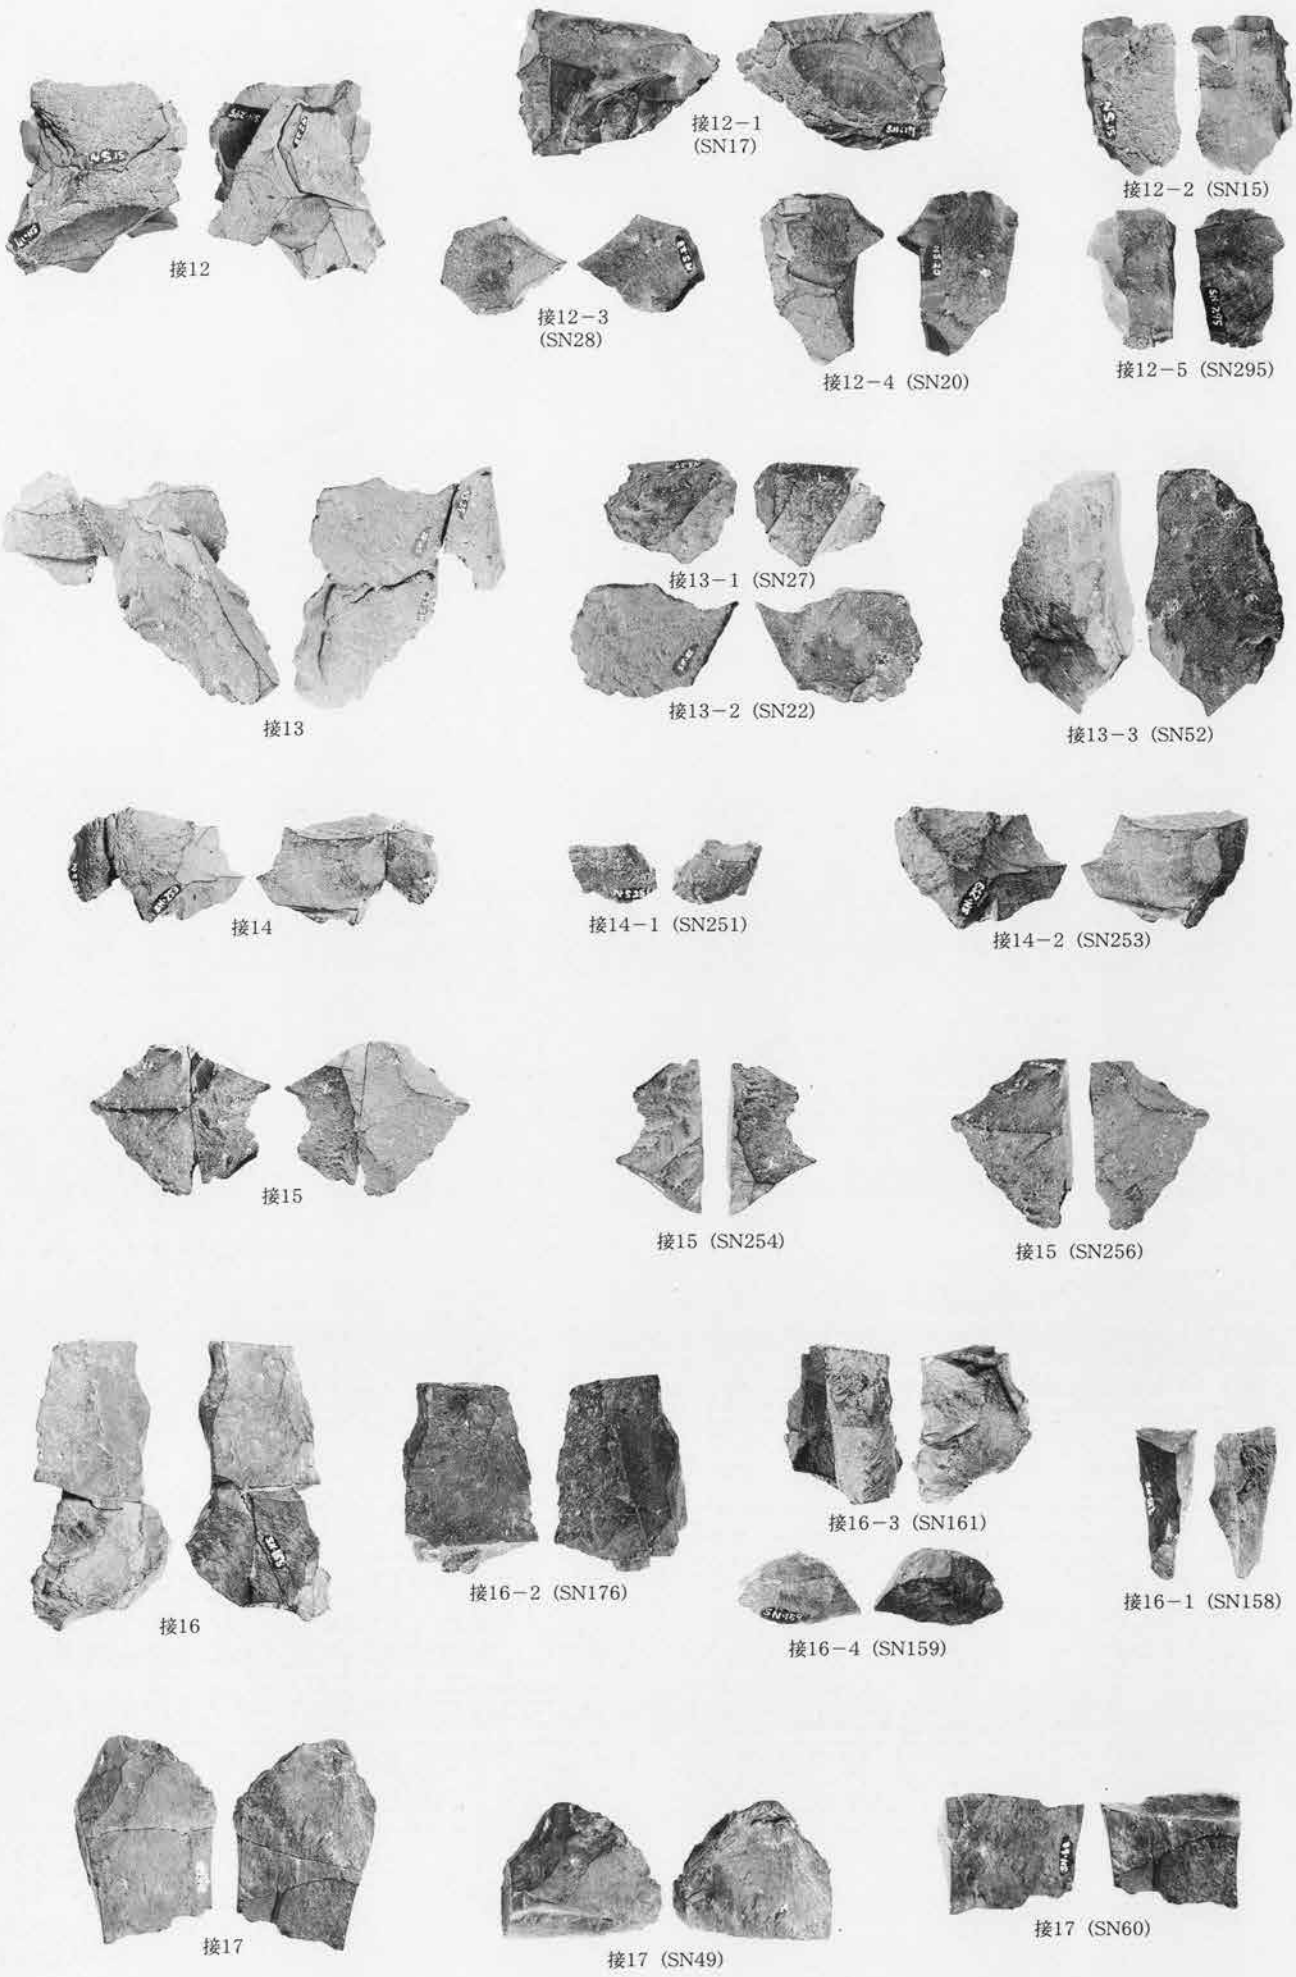 接12
接12-1
(SN17)
接12-2 (SN15)
接12-3
(SN28)
接12-4 (SN20)
接12-5 (SN295)
接13
接13-1 (SN27)
接13-2 (SN22)
接13-3 (SN52)
接14
接14-1 (SN251)
接14-2 (SN253)
接15
接15 (SN254)
接15 (SN256)
接16
接16-2 (SN176)
接16-3 (SN161)
接16-1 (SN158)
SN159
接16-4 (SN159)
接17
接17 (SN49)
接17 (SN60)